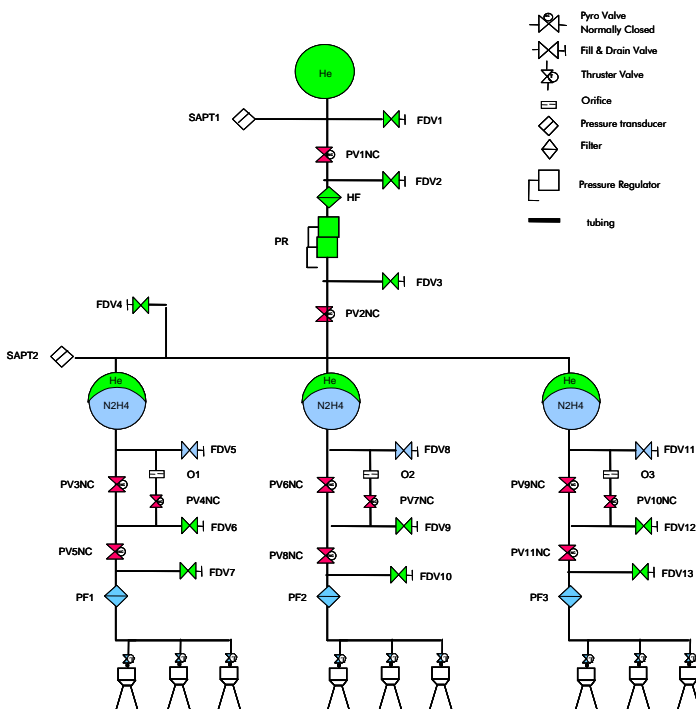 Pyro Valve
Normally Closed
Fill & Drain Valve
Thruster Valve
Orifice
Pressure transducer
Filter
Pressure Regulator
tubing
He
SAPT1
FDV1
PV1NC
FDV2
HF
PR
FDV3
FDV4
PV2NC
SAPT2
He
He
He
N2H4
N2H4
N2H4
FDV5
FDV8
FDV11
PV3NC
O1
PV6NC
O2
PV9NC
O3
PV4NC
PV7NC
PV10NC
FDV6
FDV9
FDV12
PV5NC
PV8NC
PV11NC
FDV7
FDV10
FDV13
PF1
PF2
PF3